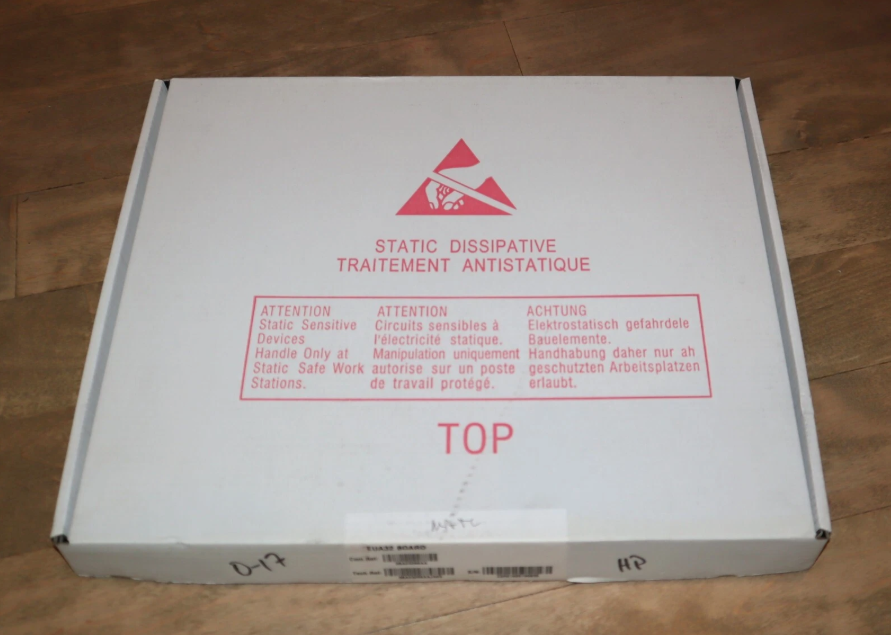 STATIC DISSIPATIVE
TRAITEMENT ANTISTATIQUE
ATTENTION
Static Sensitive
Devices
Handle Only at
Static Safe Work
Stations.
ATTENTION
Circuits sensibles à
l'électricité statique.
Manipulation uniquement
autorise sur un poste
de travail protégé.
ACHTUNG
Elektrostatisch gefahrdele
Bauelemente.
Handhabung daher nur ah
geschutzten Arbeitsplatzen
erlaubt.
TOP
BOARD
0-17
HP